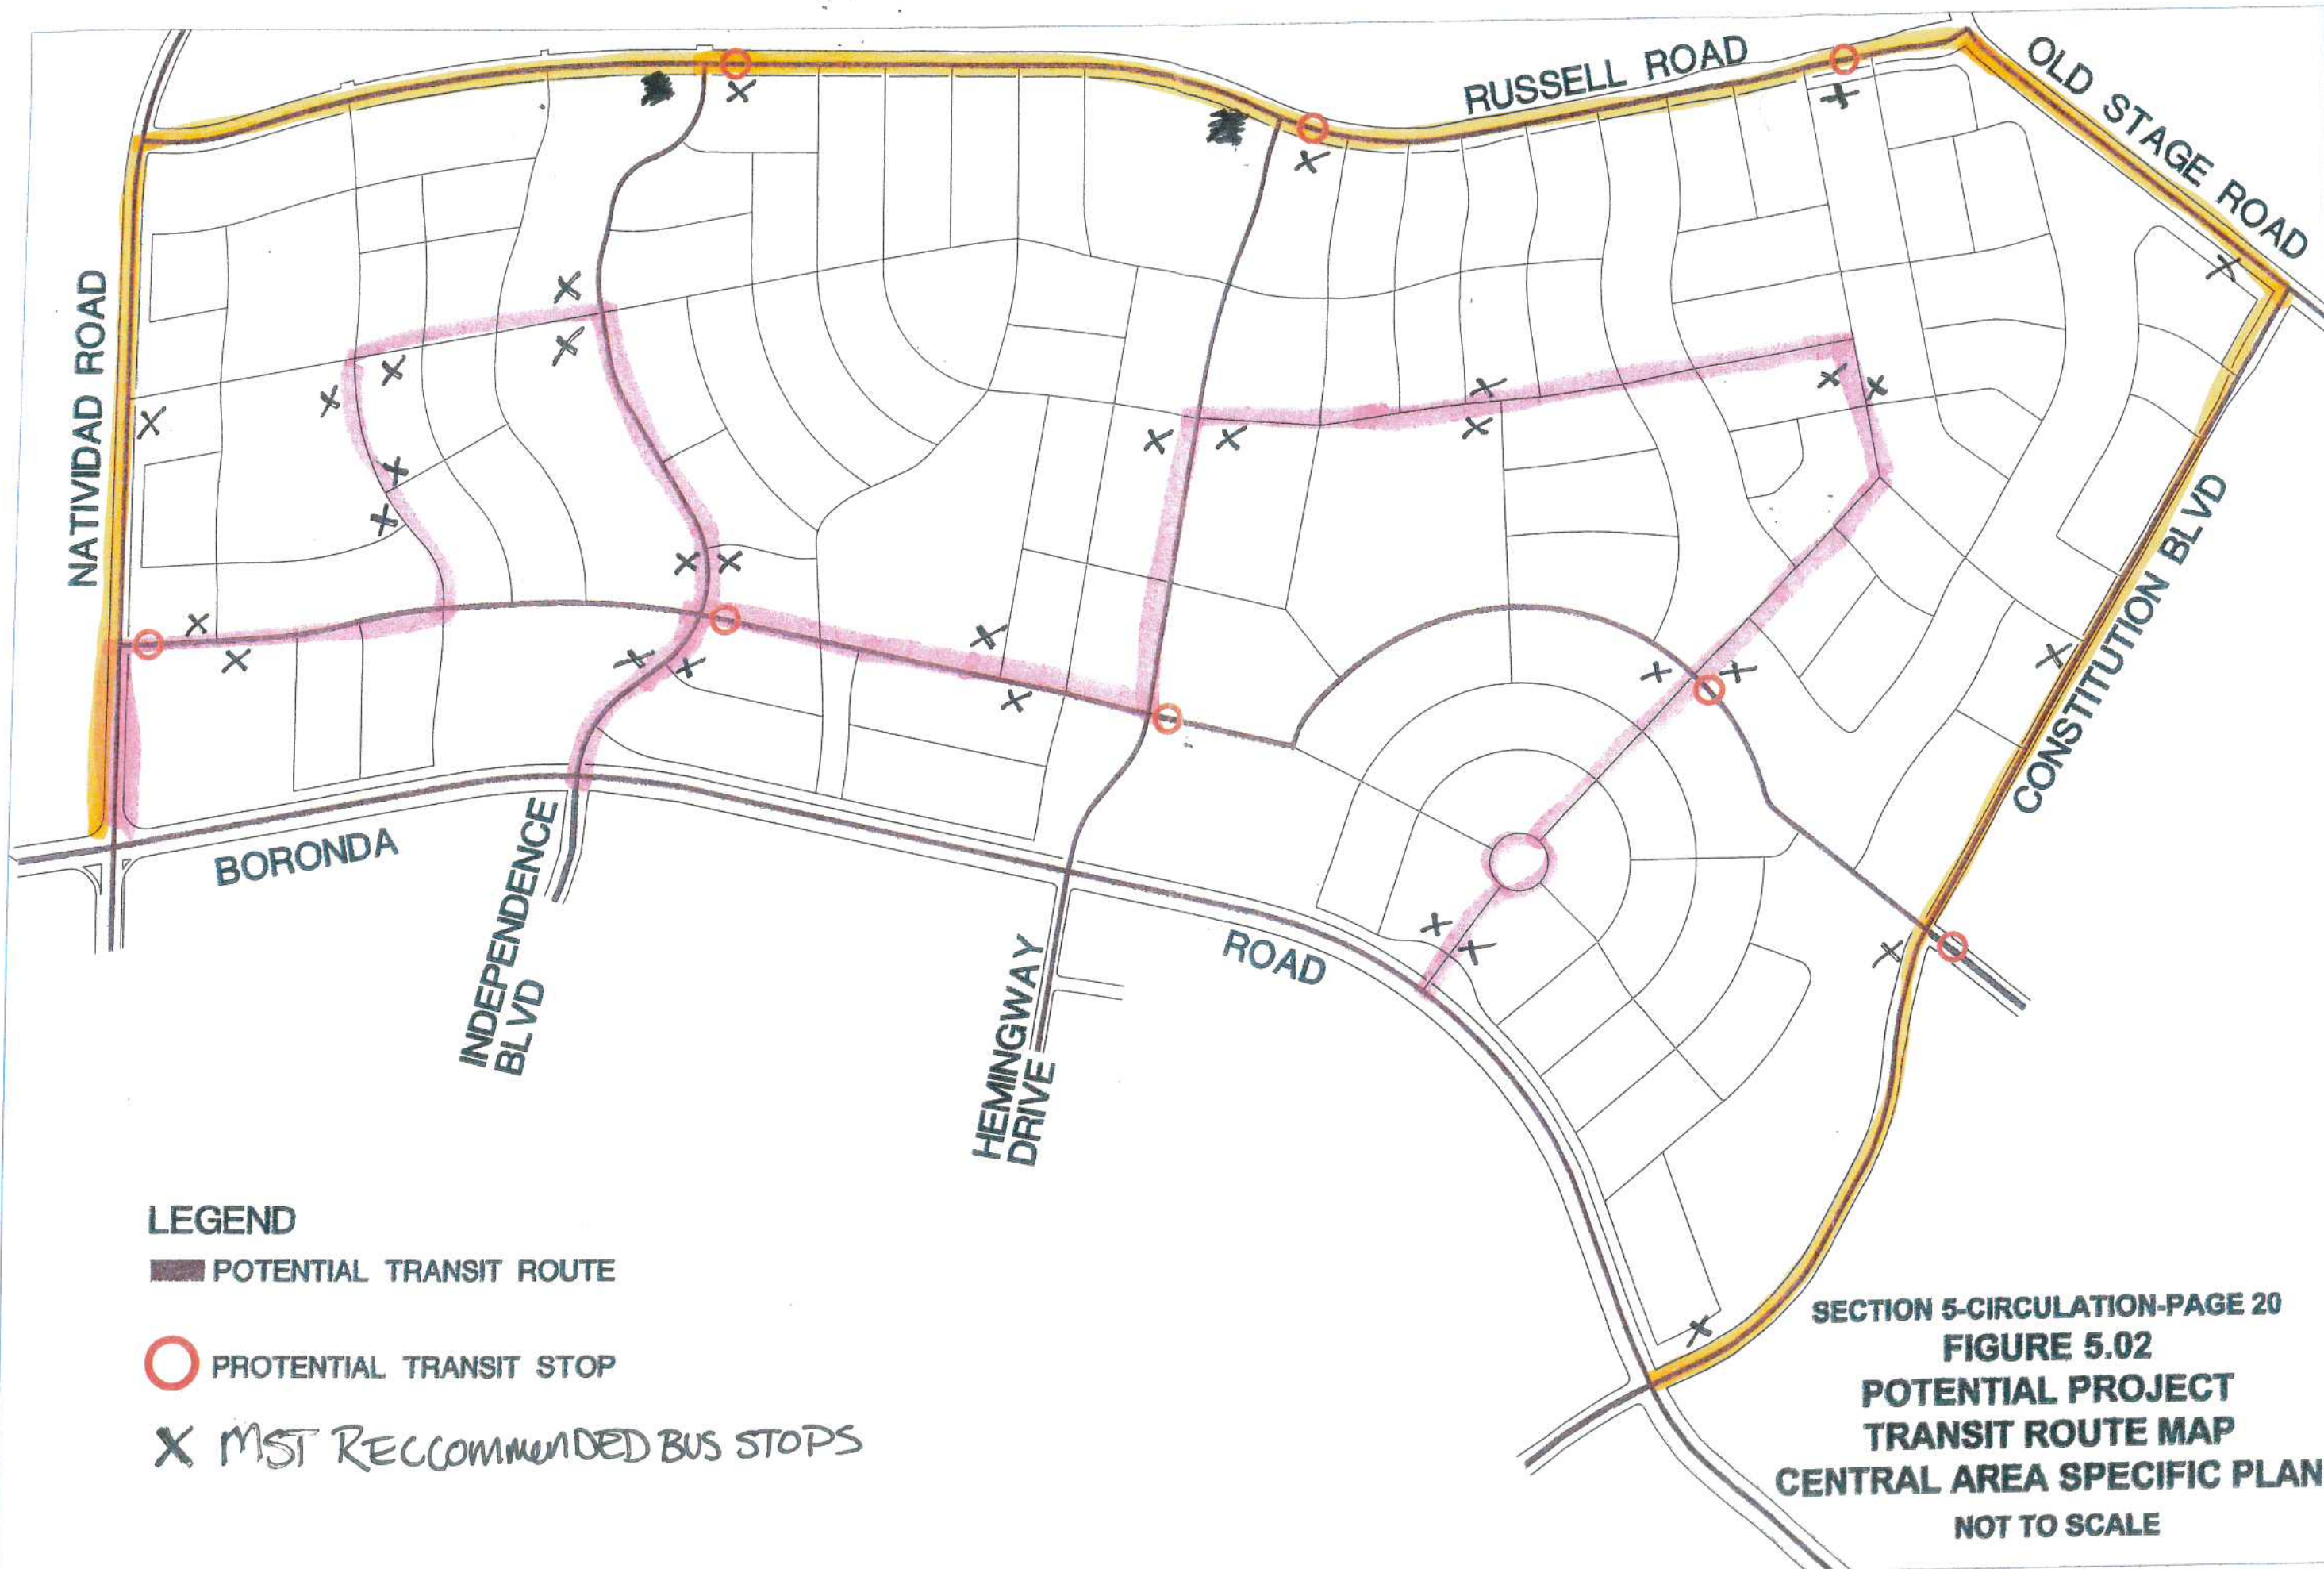 RUSSELL ROAD
OLD STAGE ROAD
NATIVIDAD ROAD
CONSTITUTION BLVD
BORONDA
ROAD
INDEPENDENCE
BLVD
HEMINGWAY
DRIVE
LEGEND
POTENTIAL TRANSIT ROUTE
PROTENTIAL TRANSIT STOP
X MST RECCOMMENDED BUS STOPS
SECTION 5-CIRCULATION-PAGE 20
FIGURE 5.02
POTENTIAL PROJECT
TRANSIT ROUTE MAP
CENTRAL AREA SPECIFIC PLAN
NOT TO SCALE